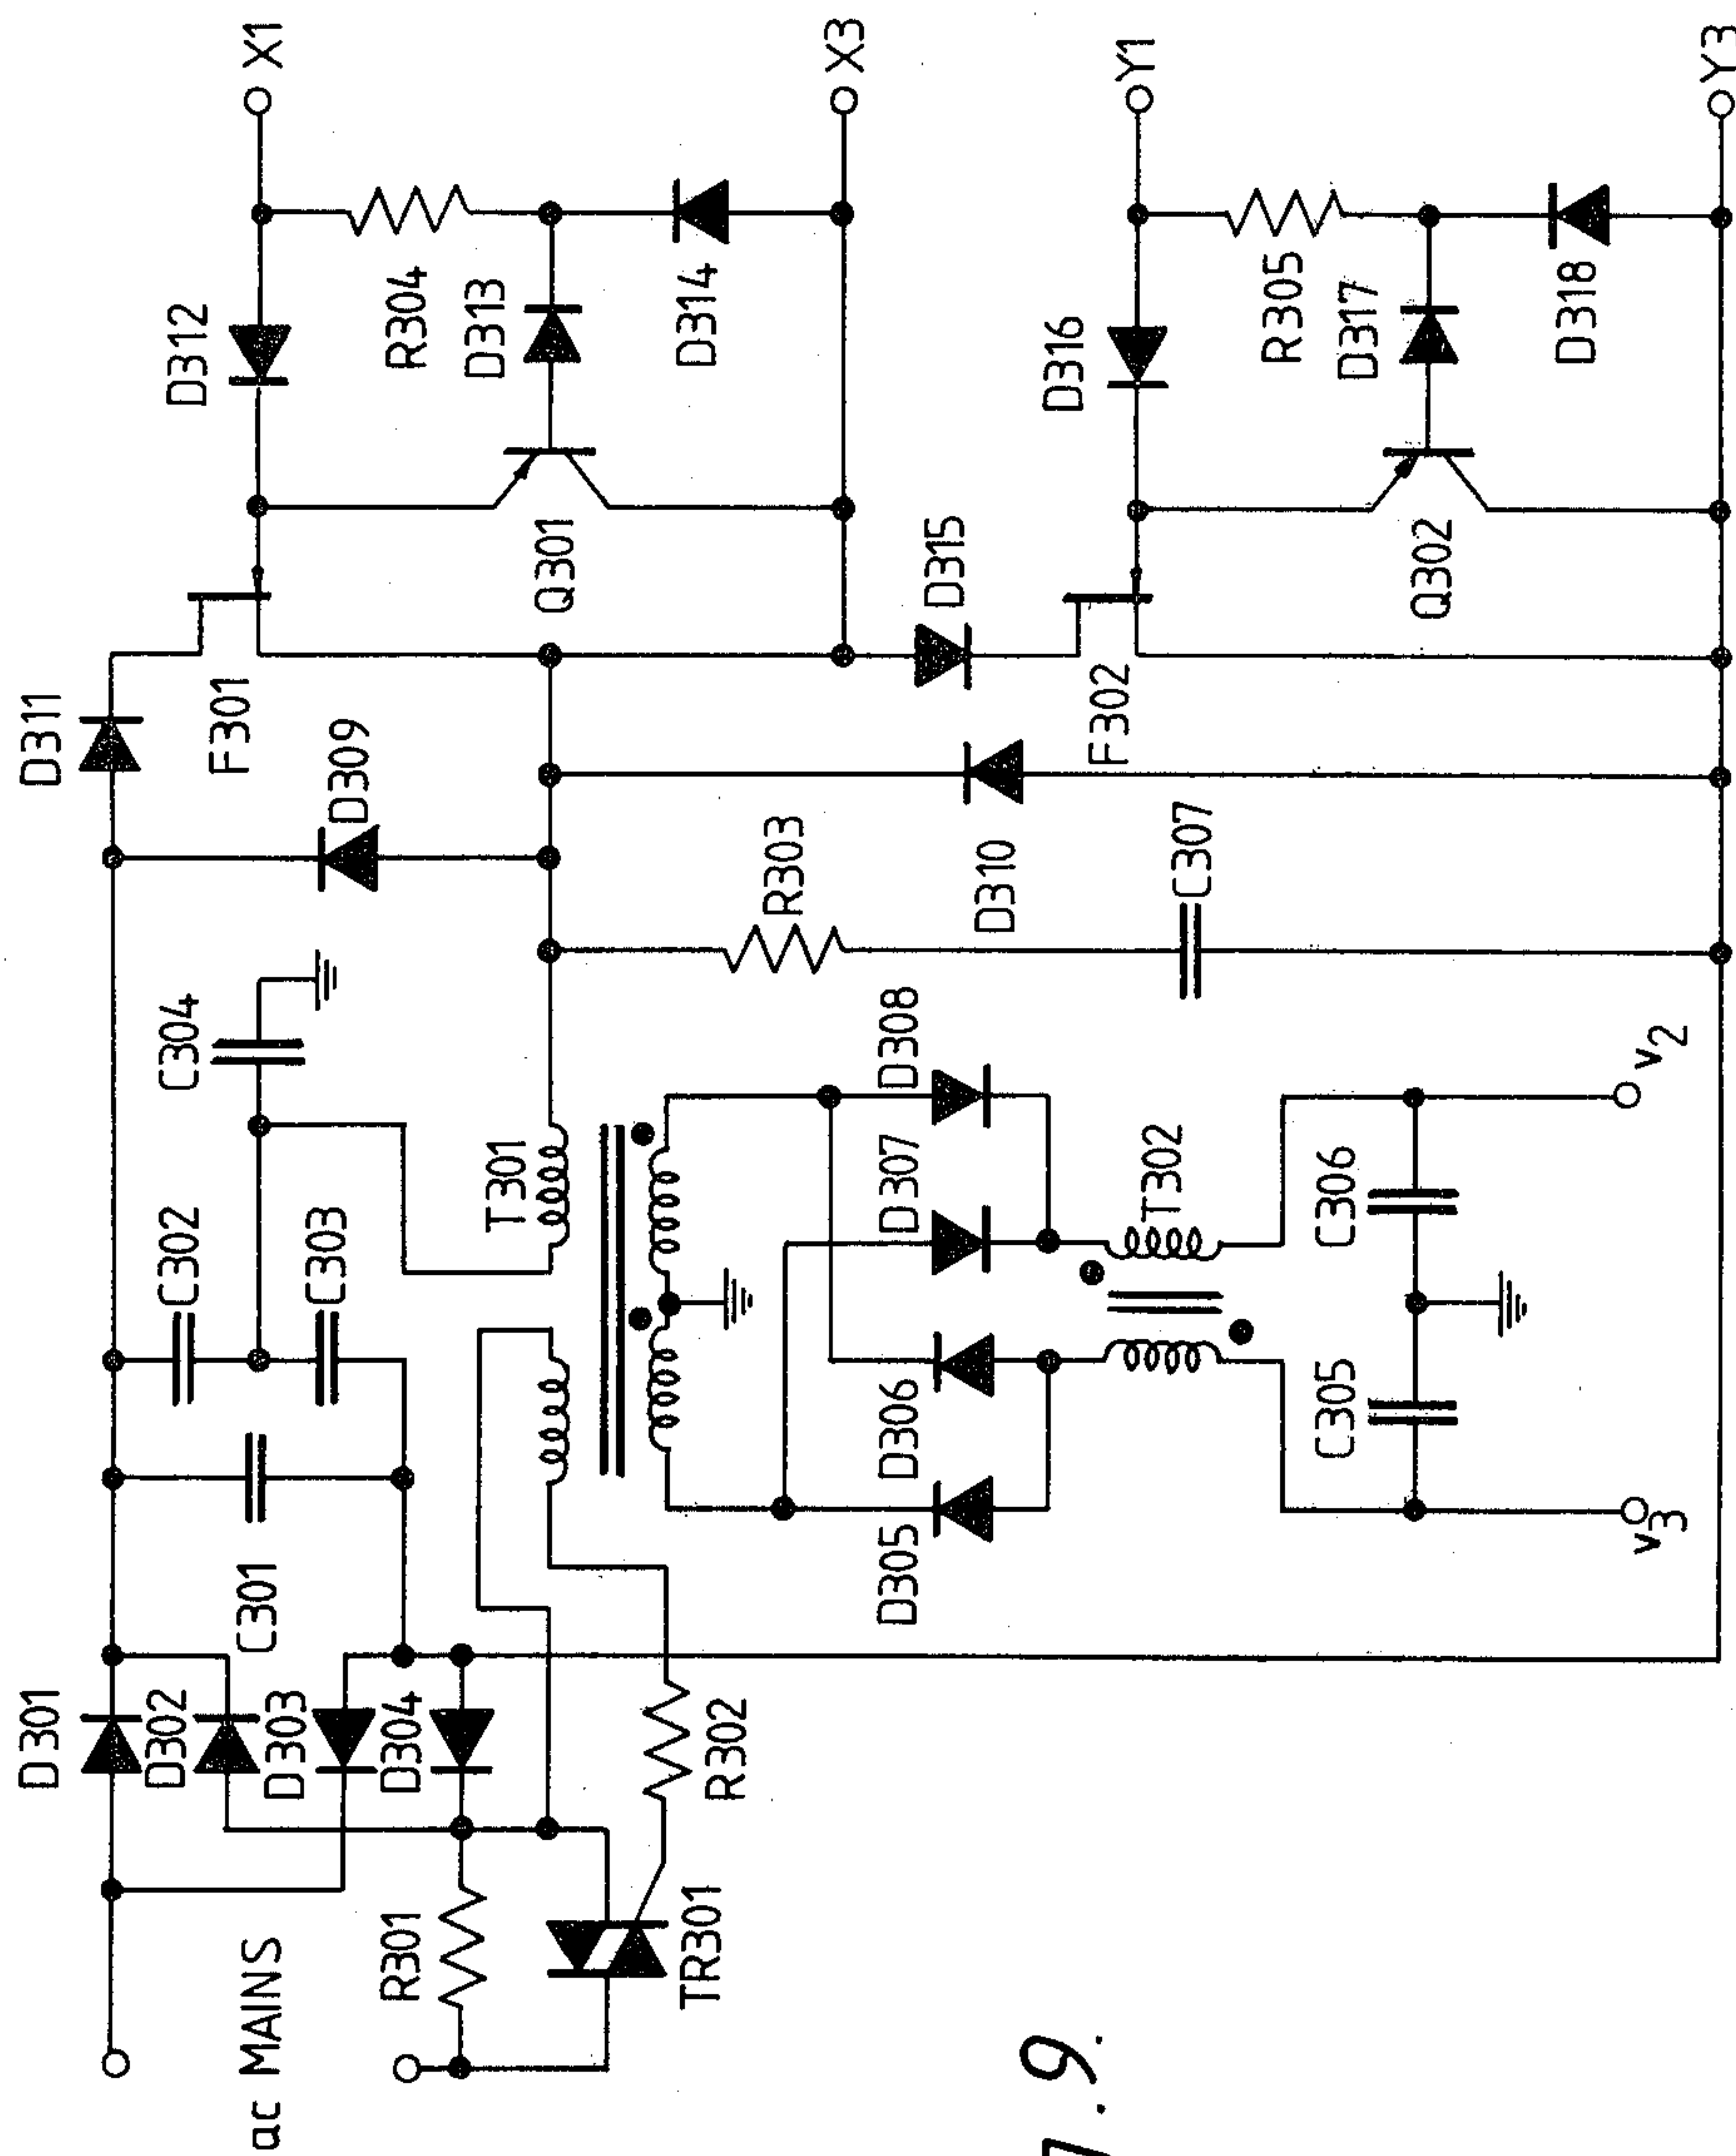 D311
D301
D302
D303
D304
C301
C302
C303
C304
D309
F301
D312
X1
ac MAINS
R301
R302
TR301
T301
R304
D313
D314
Q301
X3
R303
D310
C307
D315
F302
D316
Y1
D305
D306
D307
D308
T302
R305
D317
D318
Q302
C305
C306
v3
v2
Y3
7.9.